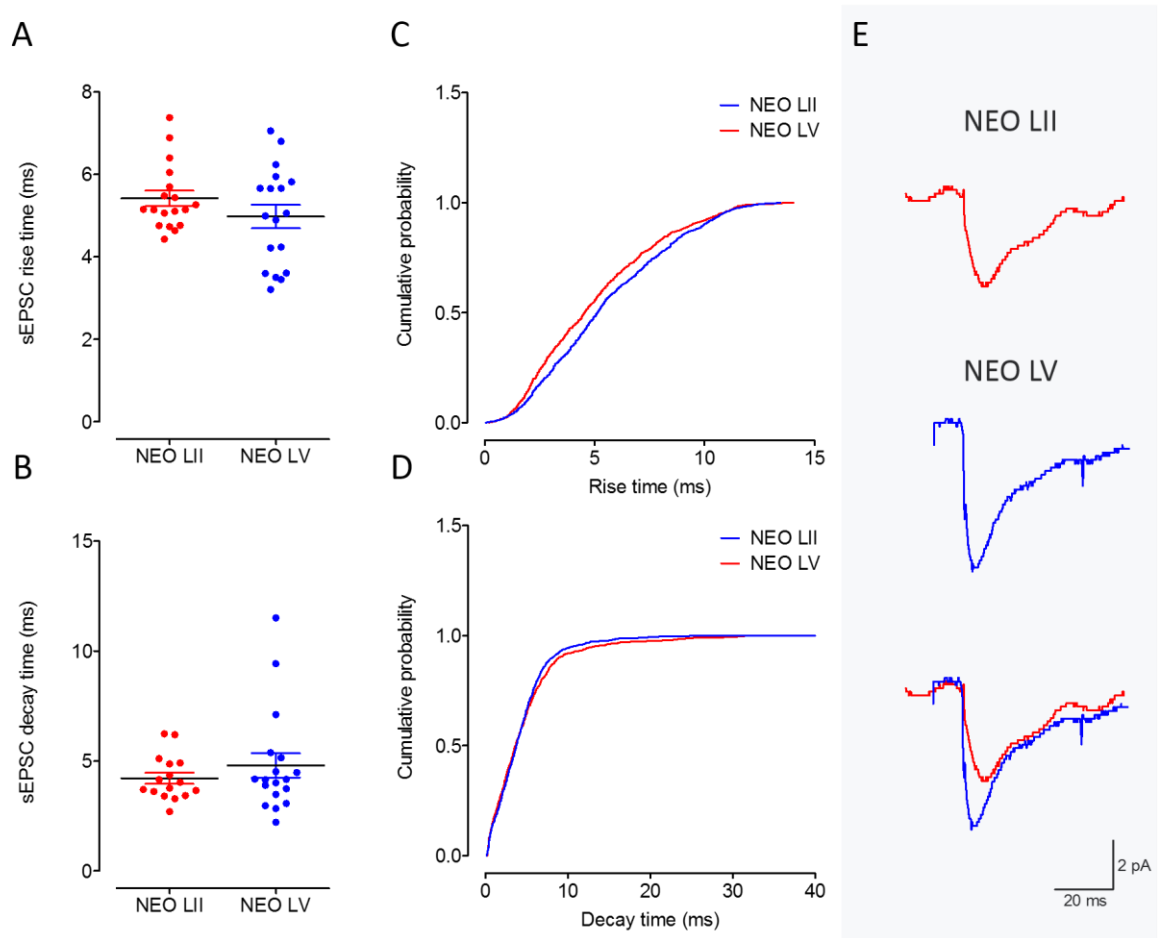 A
sEPSC rise time (ms)
8
6
4
2
0
NEO LII NEO LV
B
sEPSC decay time (ms)
15
10
5
0
NEO LII NEO LV
C
Cumulative probability
1.5
1.0
0.5
0.0
NEO LII
NEO LV
0 5 10 15
Rise time (ms)
D
Cumulative probability
1.5
1.0
0.5
0.0
NEO LII
NEO LV
0 10 20 30 40
Decay time (ms)
E
NEO LII
NEO LV
2 pA
20 ms